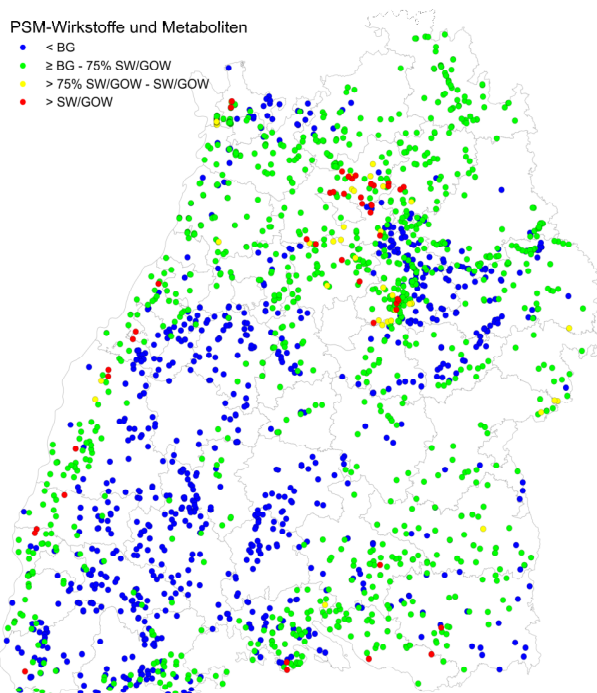 PSM-Wirkstoffe und Metaboliten
< BG
≥ BG - 75% SW/GOW
> 75% SW/GOW - SW/GOW
> SW/GOW